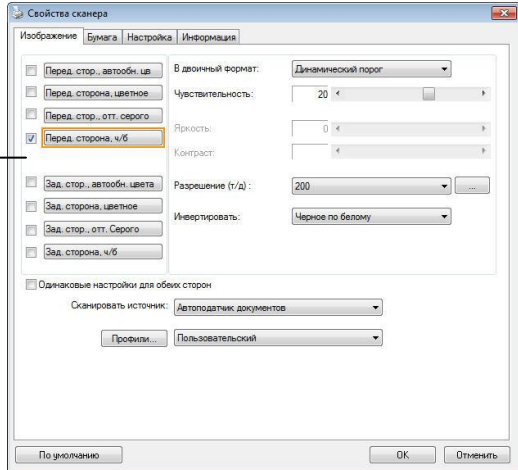 Свойства сканера
Изображение Бумага Настройка Информация
Перед. стор., автообн. цв
Перед. сторона, цветное
Перед. стор., отт. серого
Перед. сторона, ч/б
Зад. стор., автообн. цвета
Зад. сторона, цветное
Зад. стор., отт. Серого
Зад. сторона, ч/б
В двоичный формат: Динамический порог
Чувствительность: 20
Яркость: 0
Контраст:
Разрешение (т/д) : 200 ...
Инвертировать: Черное по белому
Одинаковые настройки для обеих сторон
Сканировать источник: Автоподатчик документов
Профили... Пользовательский
По умолчанию OK Отменить